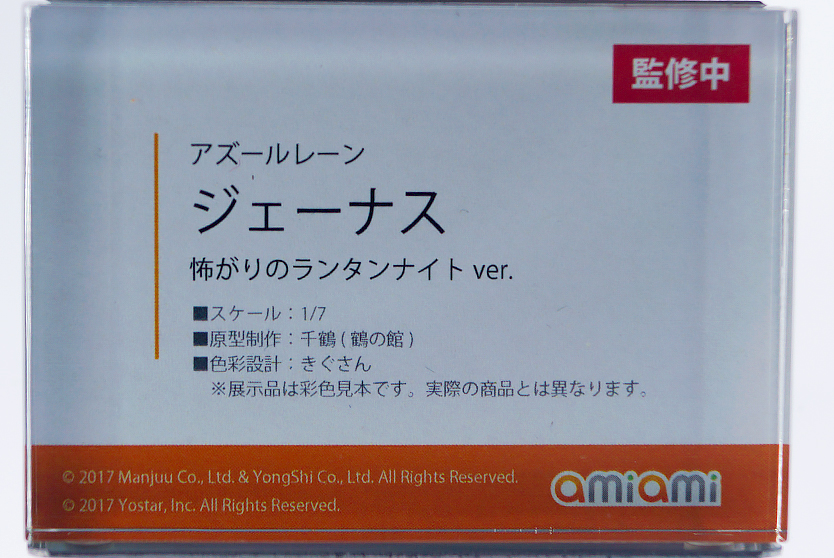 監修中
アズールレーン
ジェーナス
怖がりのランタンナイト ver.
■スケール：1/7
■原型制作：千鶴 ( 鶴の館 )
■色彩設計：きぐさん
※展示品は彩色見本です。実際の商品とは異なります。
© 2017 Manjuu Co., Ltd. & YongShi Co., Ltd. All Rights Reserved.
© 2017 Yostar, Inc. All Rights Reserved.
amiami